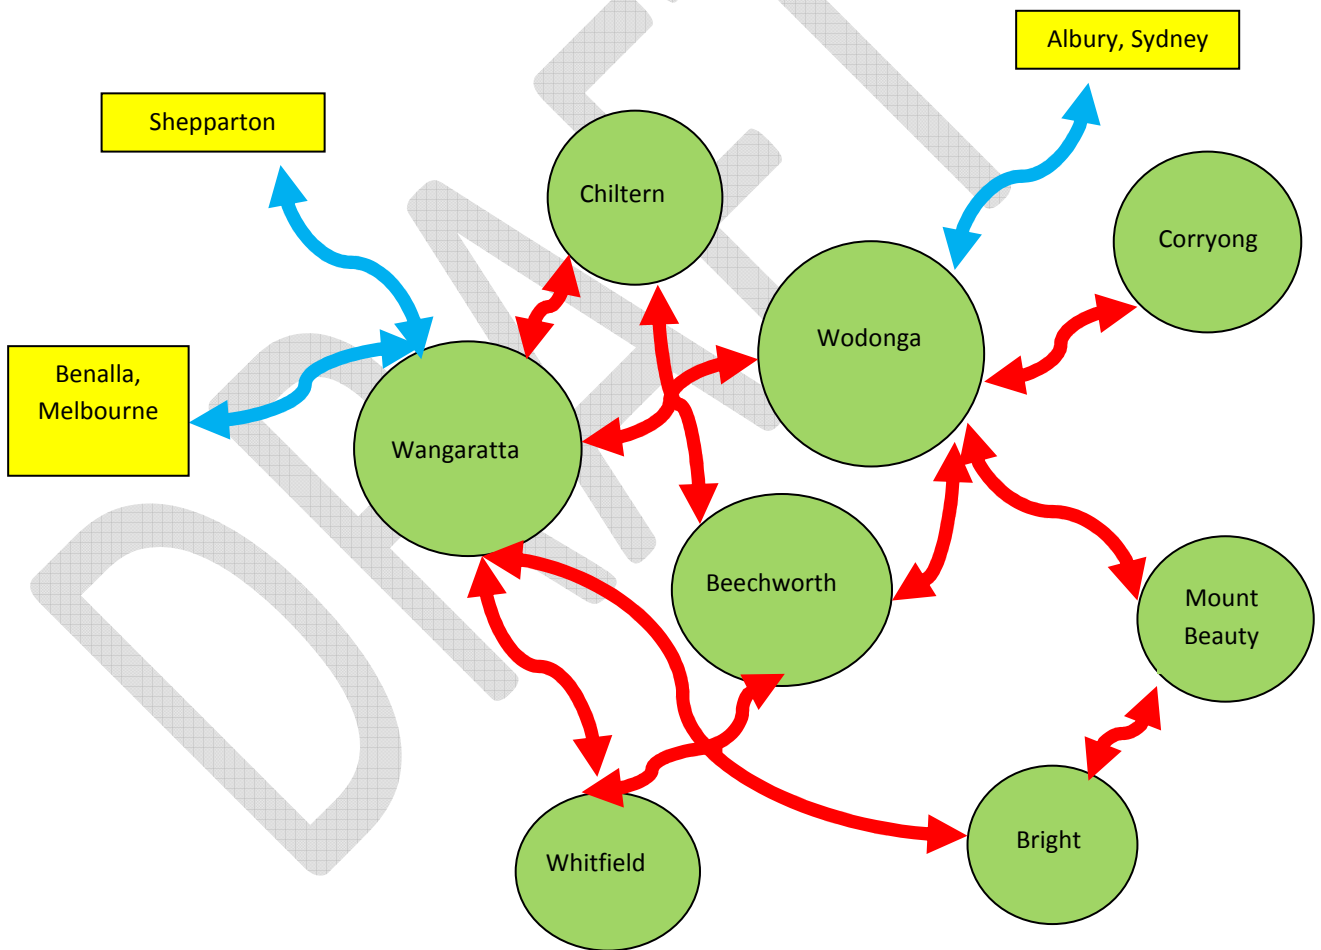 Albury, Sydney
Shepparton
Chiltern
Corryong
Wodonga
Benalla,
Melbourne
Wangaratta
Beechworth
Mount
Beauty
Bright
Whitfield
DRAFT